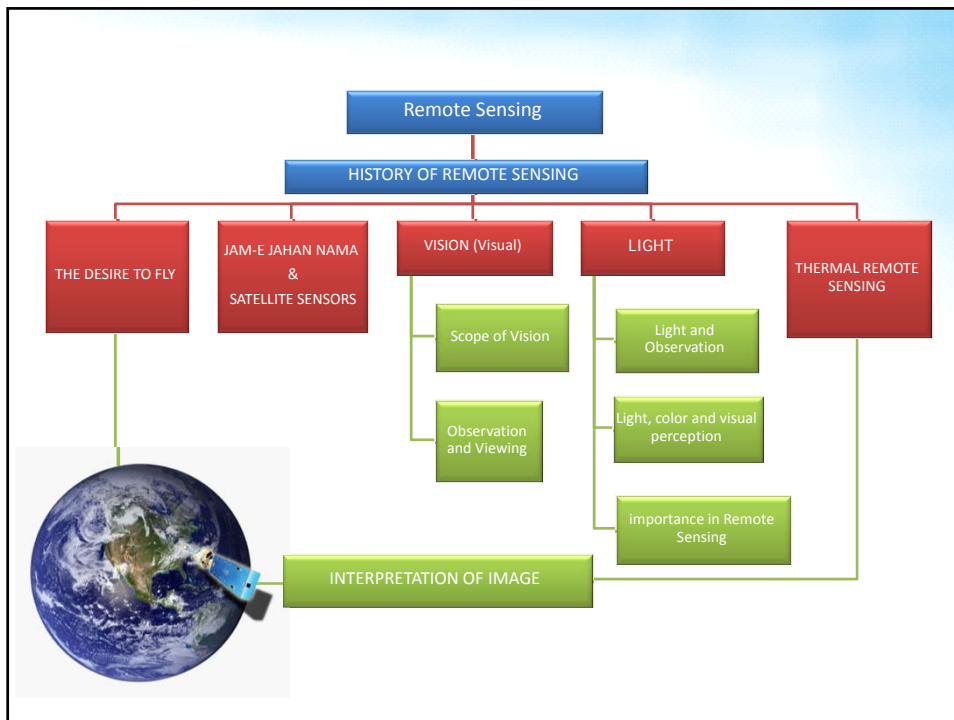 Remote Sensing
HISTORY OF REMOTE SENSING
THE DESIRE TO FLY
JAM-E JAHAN NAMA
&
SATELLITE SENSORS
VISION (Visual)
Scope of Vision
Observation
and Viewing
LIGHT
Light and
Observation
Light, color and visual
perception
importance in Remote
Sensing
THERMAL REMOTE
SENSING
INTERPRETATION OF IMAGE